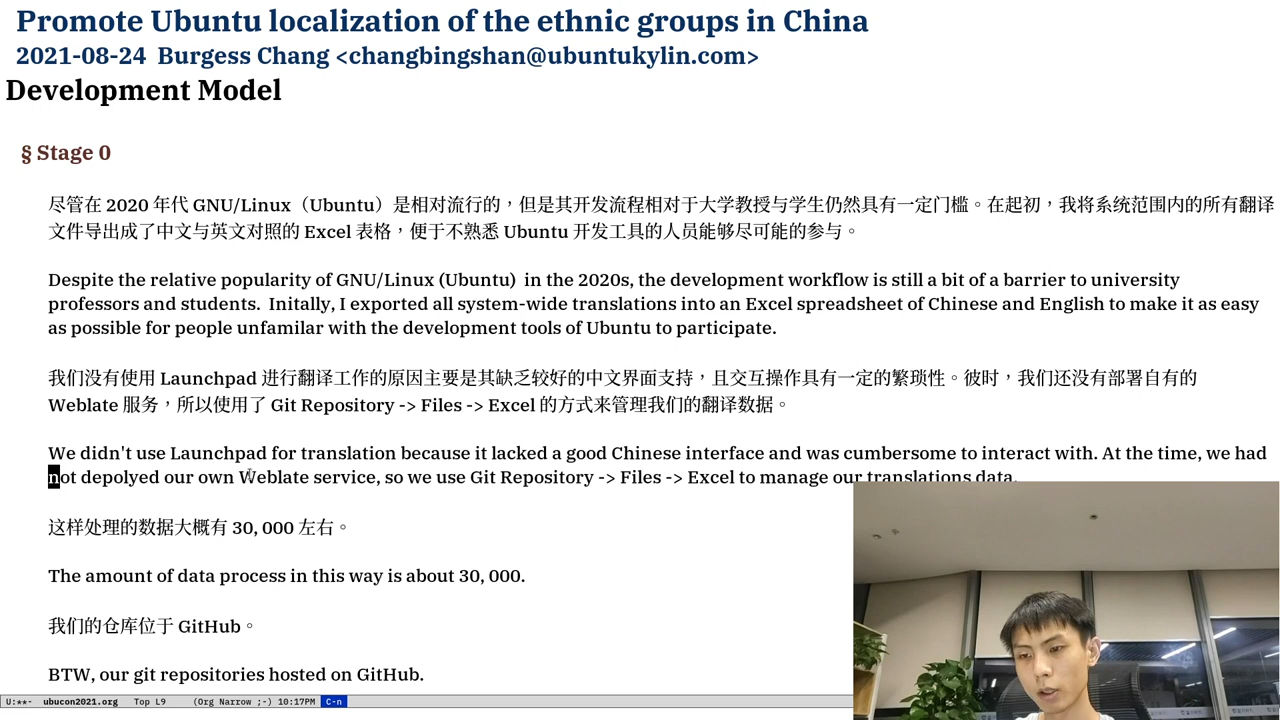 Promote Ubuntu localization of the ethnic groups in China
2021-08-24  Burgess Chang <changbingshan@ubuntukylin.com>
Development Model
§ Stage 0
尽管在 2020 年代 GNU/Linux（Ubuntu）是相对流行的，但是其开发流程相对于大学教授与学生仍然具有一定门槛。在起初，我将系统范围内的所有翻译
文件导出成了中文与英文对照的 Excel 表格，便于不熟悉 Ubuntu 开发工具的人员能够尽可能的参与。
Despite the relative popularity of GNU/Linux (Ubuntu)  in the 2020s, the development workflow is still a bit of a barrier to university
professors and students.  Initally, I exported all system-wide translations into an Excel spreadsheet of Chinese and English to make it as easy
as possible for people unfamilar with the development tools of Ubuntu to participate.
我们没有使用 Launchpad 进行翻译工作的原因主要是其缺乏较好的中文界面支持，且交互操作具有一定的繁琐性。彼时，我们还没有部署自有的
Weblate 服务，所以使用了 Git Repository -> Files -> Excel 的方式来管理我们的翻译数据。
We didn't use Launchpad for translation because it lacked a good Chinese interface and was cumbersome to interact with. At the time, we had
not depolyed our own Weblate service, so we use Git Repository -> Files -> Excel to manage our translations data.
这样处理的数据大概有 30, 000 左右。
The amount of data process in this way is about 30, 000.
我们的仓库位于 GitHub。
BTW, our git repositories hosted on GitHub.
U:**-  ubucon2021.org   Top L9    (Org Narrow ;-) 10:17PM C-n